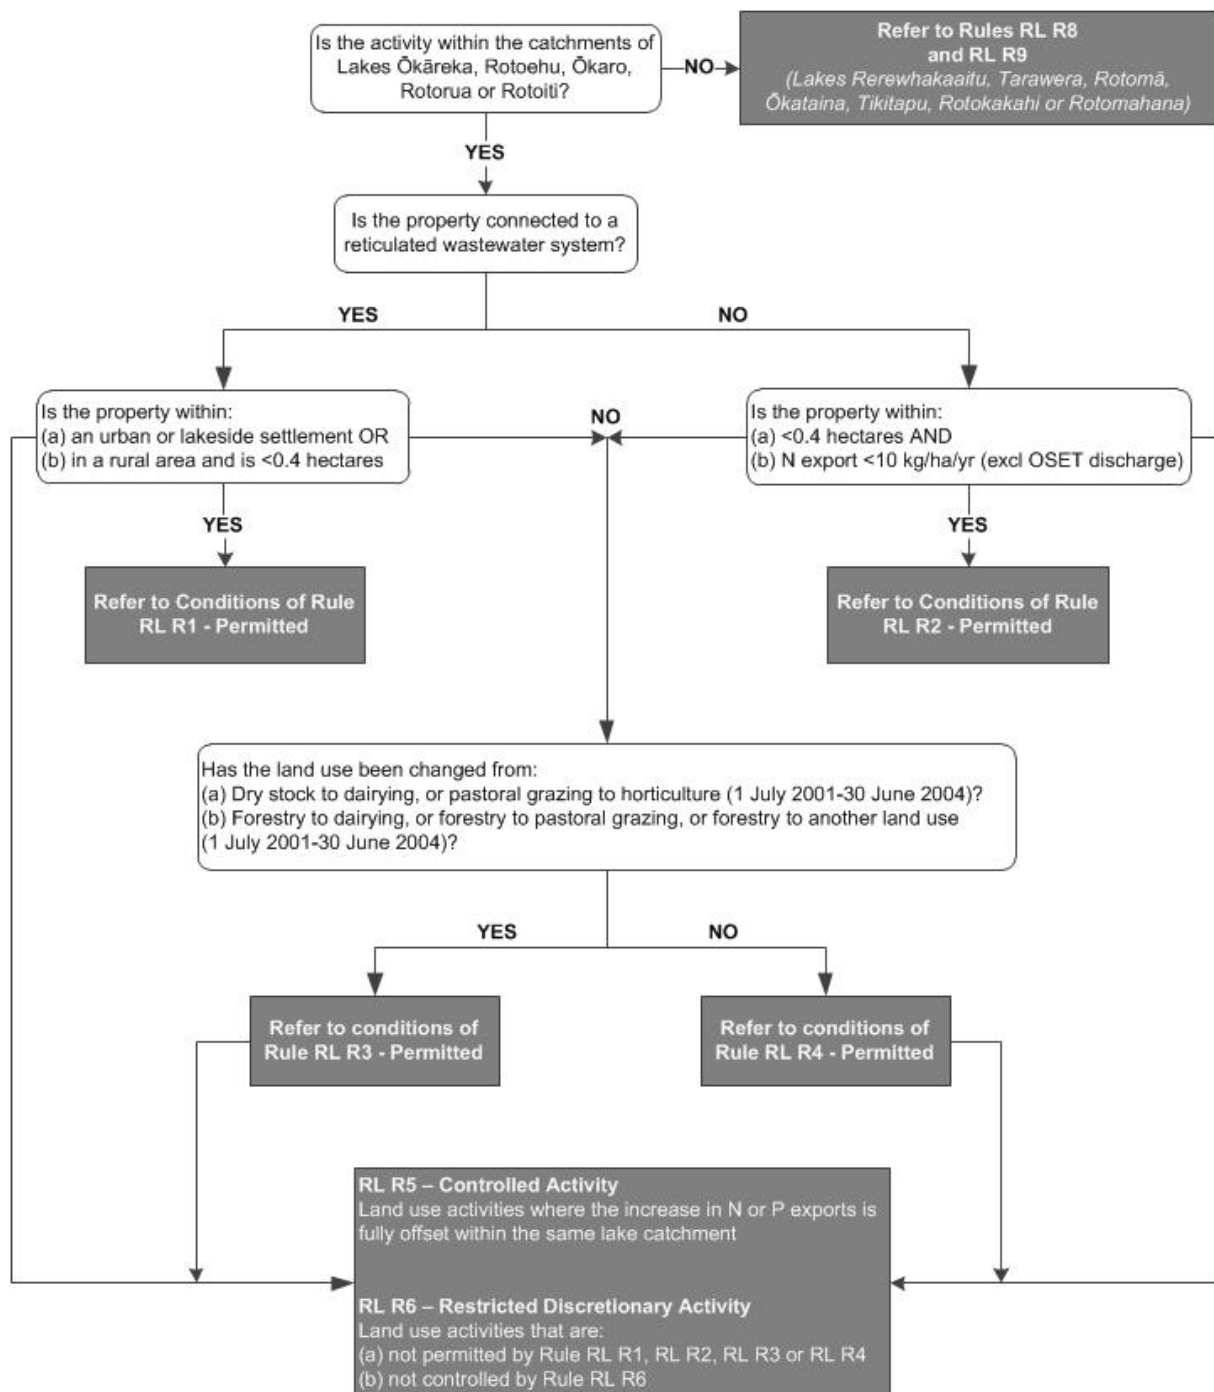 Is the activity within the catchments of
Lakes Ōkāreka, Rotoehu, Ōkaro,
Rotorua or Rotoiti?
NO
Refer to Rules RL R8
and RL R9
(Lakes Rerewhakaaitu, Tarawera, Rotomā,
Ōkataina, Tikitapu, Rotokakahi or Rotomahana)
YES
Is the property connected to a
reticulated wastewater system?
YES
NO
Is the property within:
(a) an urban or lakeside settlement OR
(b) in a rural area and is <0.4 hectares
NO
Is the property within:
(a) <0.4 hectares AND
(b) N export <10 kg/ha/yr (excl OSET discharge)
YES
YES
Refer to Conditions of Rule
RL R1 - Permitted
Refer to Conditions of Rule
RL R2 - Permitted
Has the land use been changed from:
(a) Dry stock to dairying, or pastoral grazing to horticulture (1 July 2001-30 June 2004)?
(b) Forestry to dairying, or forestry to pastoral grazing, or forestry to another land use
(1 July 2001-30 June 2004)?
YES
NO
Refer to conditions of
Rule RL R3 - Permitted
Refer to conditions of
Rule RL R4 - Permitted
RL R5 – Controlled Activity
Land use activities where the increase in N or P exports is
fully offset within the same lake catchment
RL R6 – Restricted Discretionary Activity
Land use activities that are:
(a) not permitted by Rule RL R1, RL R2, RL R3 or RL R4
(b) not controlled by Rule RL R6